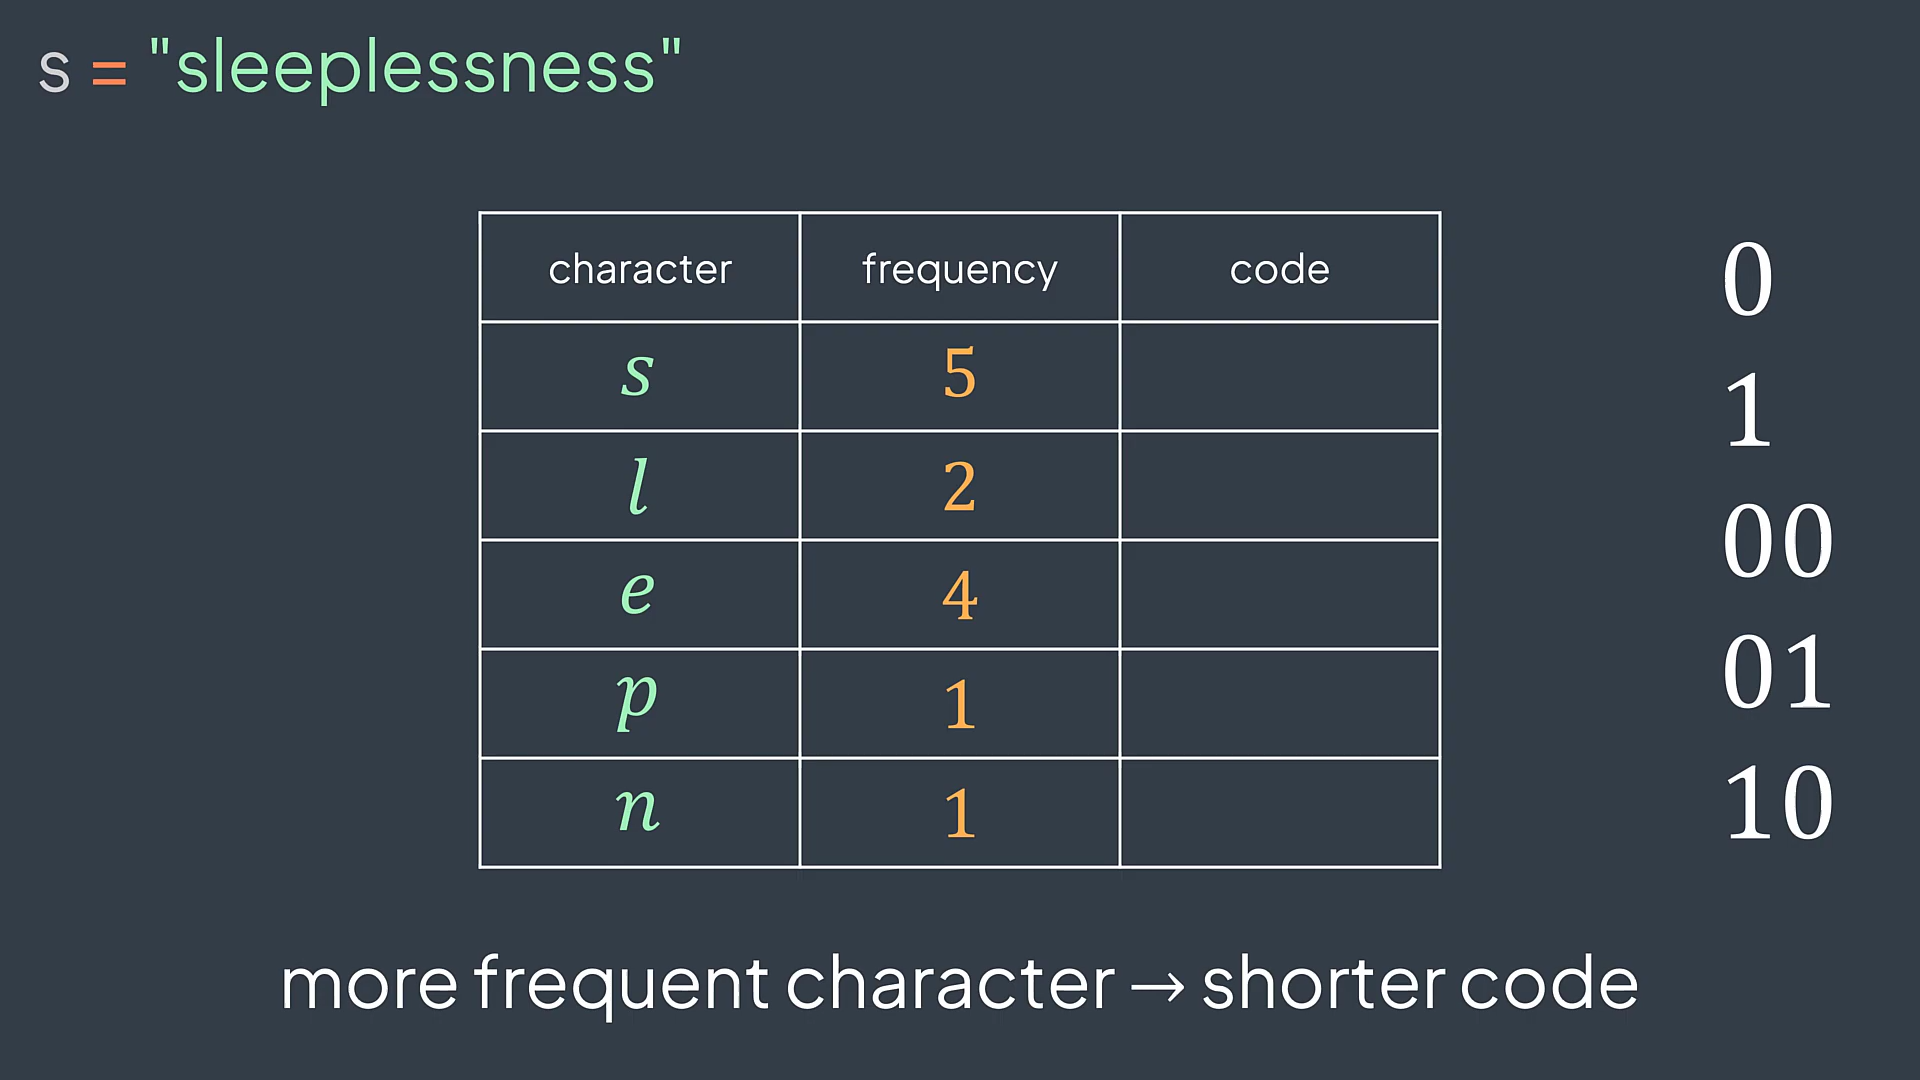 s = "sleeplessness"
character frequency code
s 5
l 2
e 4
p 1
n 1
0
1
00
01
10
more frequent character → shorter code